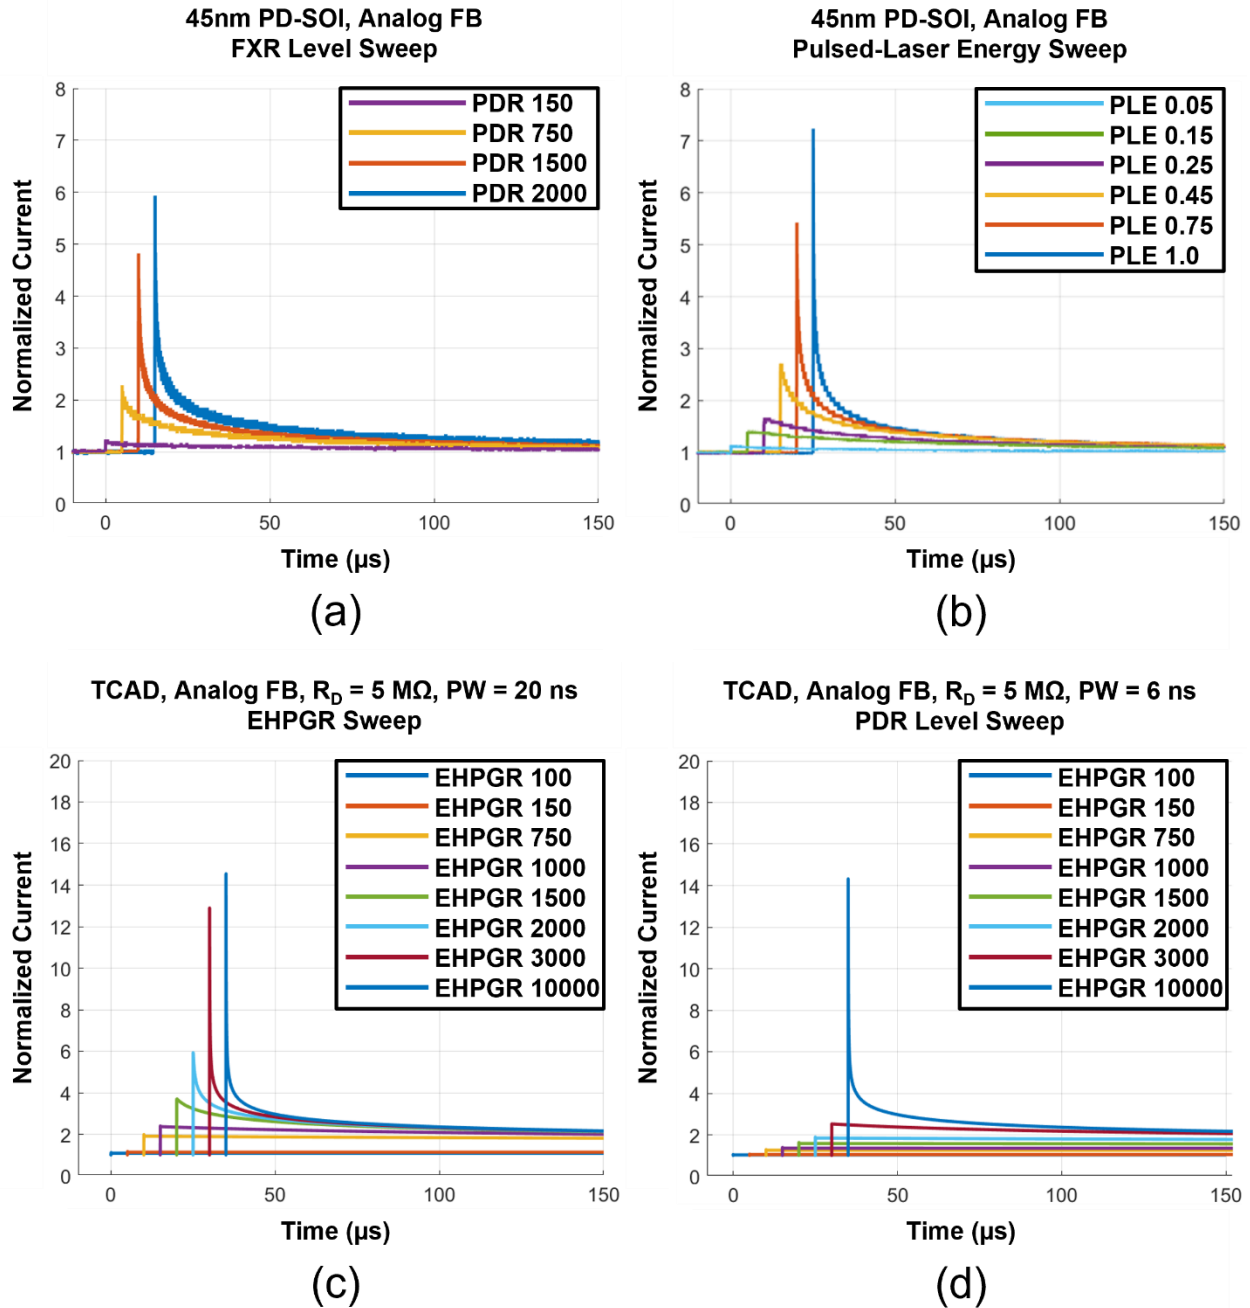 45nm PD-SOI, Analog FB
FXR Level Sweep
8
7
6
5
4
3
2
1
0
Normalized Current
PDR 150
PDR 750
PDR 1500
PDR 2000
0
50
100
150
Time (µs)
(a)
45nm PD-SOI, Analog FB
Pulsed-Laser Energy Sweep
8
7
6
5
4
3
2
1
0
Normalized Current
PLE 0.05
PLE 0.15
PLE 0.25
PLE 0.45
PLE 0.75
PLE 1.0
0
50
100
150
Time (µs)
(b)
TCAD, Analog FB, R_D = 5 MΩ, PW = 20 ns
EHPGR Sweep
20
18
16
14
12
10
8
6
4
2
0
Normalized Current
EHPGR 100
EHPGR 150
EHPGR 750
EHPGR 1000
EHPGR 1500
EHPGR 2000
EHPGR 3000
EHPGR 10000
0
50
100
150
Time (µs)
(c)
TCAD, Analog FB, R_D = 5 MΩ, PW = 6 ns
PDR Level Sweep
20
18
16
14
12
10
8
6
4
2
0
Normalized Current
EHPGR 100
EHPGR 150
EHPGR 750
EHPGR 1000
EHPGR 1500
EHPGR 2000
EHPGR 3000
EHPGR 10000
0
50
100
150
Time (µs)
(d)